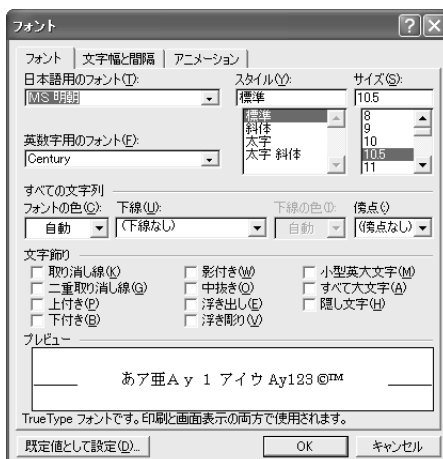 フォント
フォント 文字幅と間隔 アニメーション
日本語用のフォント(T): スタイル(Y): サイズ(S):
MS 明朝 標準 10.5
標準 8
斜体 9
太字 10
太字 斜体 10.5
11
英数字用のフォント(F):
Century
すべての文字列
フォントの色(C): 下線(U): 下線の色(I): 傍点(·)
自動 (下線なし) 自動 (傍点なし)
文字飾り
取り消し線(K) 影付き(W) 小型英大文字(M)
二重取り消し線(G) 中抜き(O) すべて大文字(A)
上付き(P) 浮き出し(E) 隠し文字(H)
下付き(B) 浮き彫り(V)
プレビュー
あア亜Ay 1 アイウ Ay123 ©™
TrueType フォントです。印刷と画面表示の両方で使用されます。
既定値として設定(D)... OK キャンセル